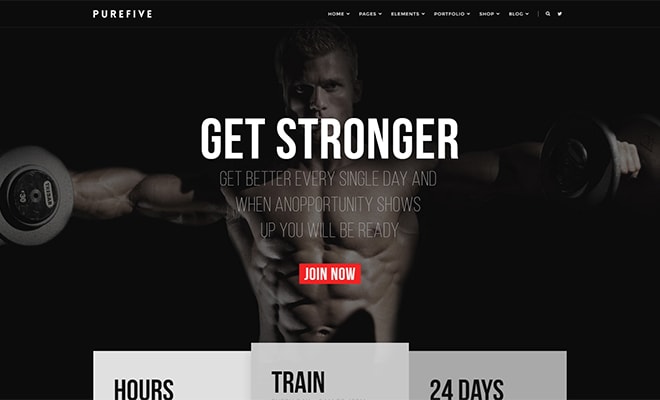 PUREFIVE
HOME PAGES ELEMENTS PORTFOLIO SHOP BLOG
GET STRONGER
GET BETTER EVERY SINGLE DAY AND
WHEN ANOPPORTUNITY SHOWS
UP YOU WILL BE READY
JOIN NOW
HOURS
TRAIN
24 DAYS